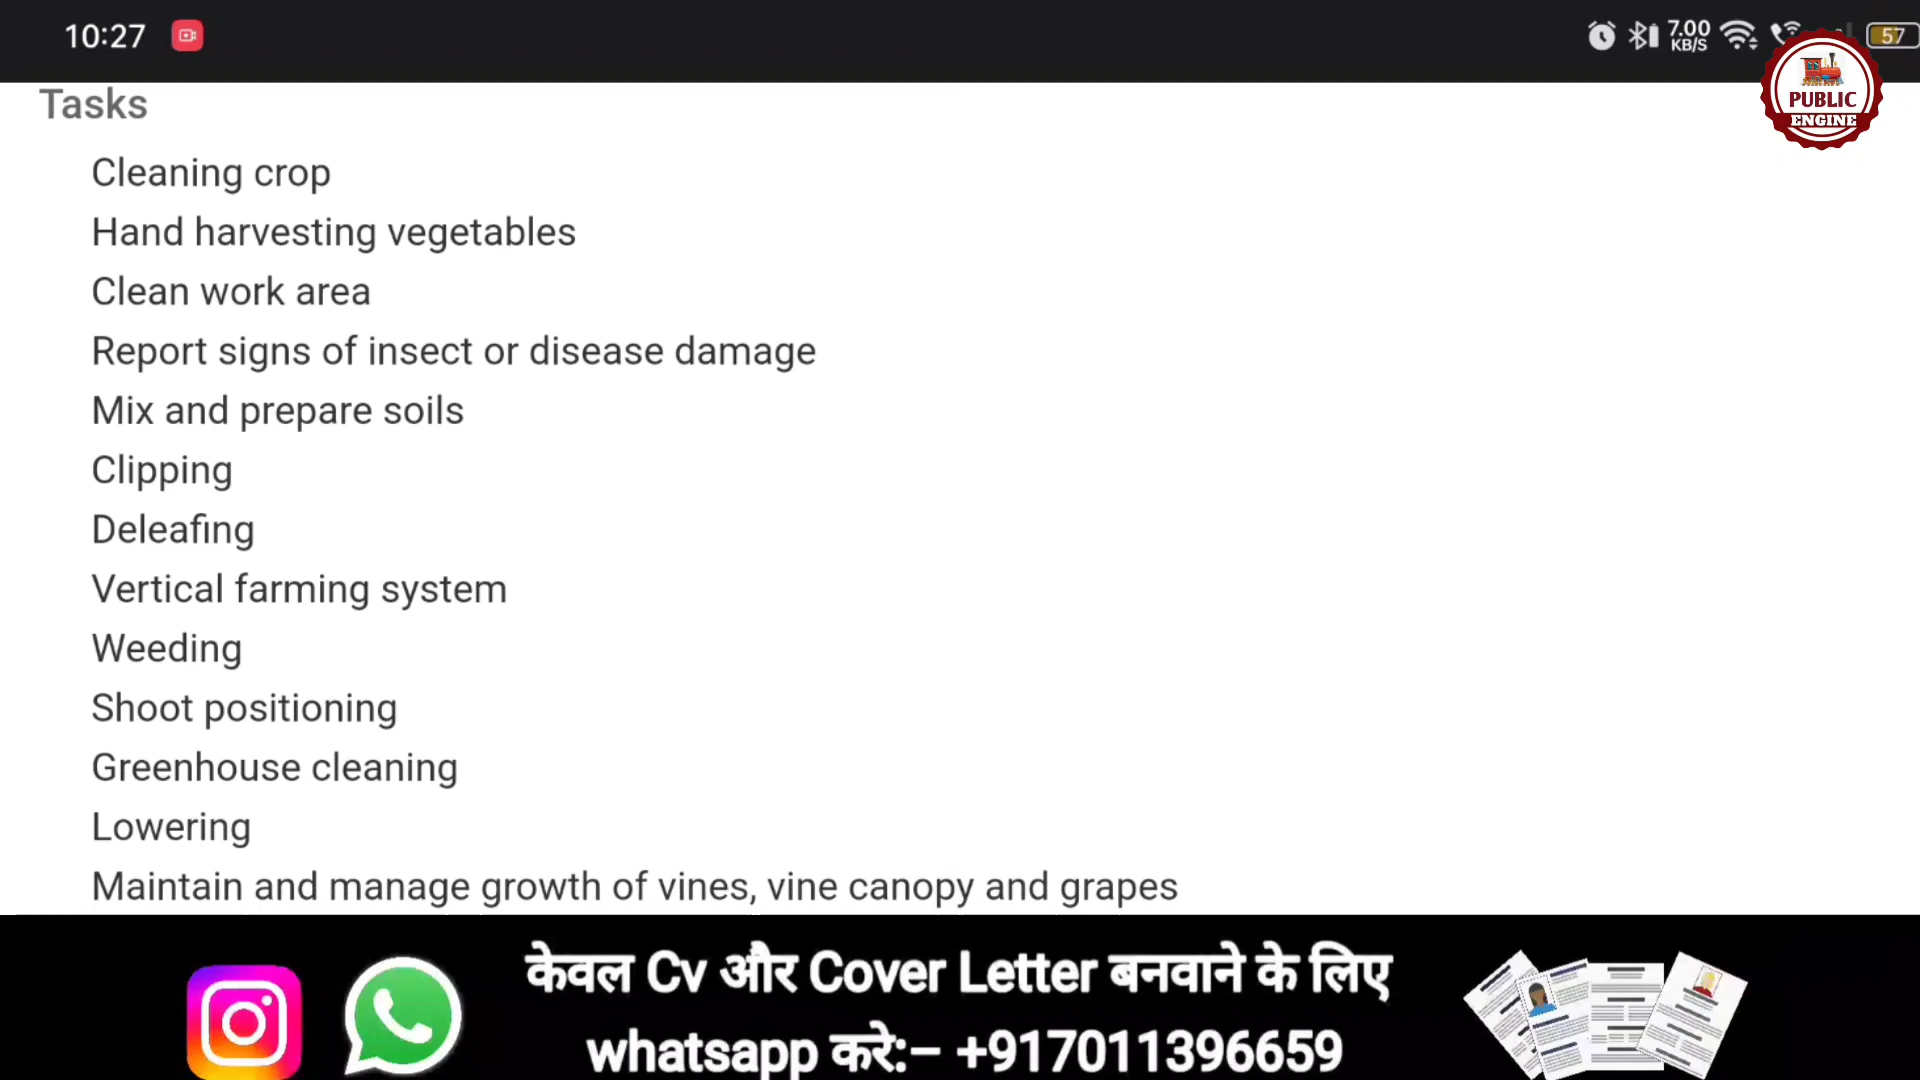 10:27
7.00
KB/S
57
PUBLIC
ENGINE
Tasks
Cleaning crop
Hand harvesting vegetables
Clean work area
Report signs of insect or disease damage
Mix and prepare soils
Clipping
Deleafing
Vertical farming system
Weeding
Shoot positioning
Greenhouse cleaning
Lowering
Maintain and manage growth of vines, vine canopy and grapes
केवल Cv और Cover Letter बनवाने के लिए
whatsapp करे:– +917011396659